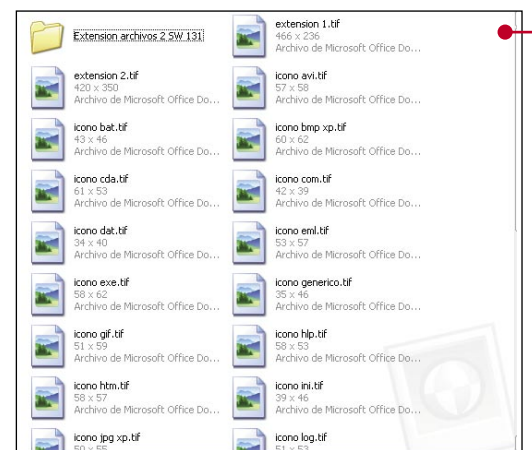 Extension archivos 2 SW 131
extension 1.tif
466 x 236
Archivo de Microsoft Office Do...
extension 2.tif
420 x 350
Archivo de Microsoft Office Do...
icono avi.tif
57 x 58
Archivo de Microsoft Office Do...
icono bat.tif
43 x 46
Archivo de Microsoft Office Do...
icono bmp xp.tif
60 x 62
Archivo de Microsoft Office Do...
icono cda.tif
61 x 53
Archivo de Microsoft Office Do...
icono com.tif
42 x 39
Archivo de Microsoft Office Do...
icono dat.tif
34 x 40
Archivo de Microsoft Office Do...
icono eml.tif
53 x 57
Archivo de Microsoft Office Do...
icono exe.tif
58 x 62
Archivo de Microsoft Office Do...
icono generico.tif
35 x 46
Archivo de Microsoft Office Do...
icono gif.tif
51 x 59
Archivo de Microsoft Office Do...
icono hlp.tif
58 x 53
Archivo de Microsoft Office Do...
icono htm.tif
58 x 57
Archivo de Microsoft Office Do...
icono ini.tif
39 x 46
Archivo de Microsoft Office Do...
icono jpg xp.tif
50 x 55
icono log.tif
51 x 53